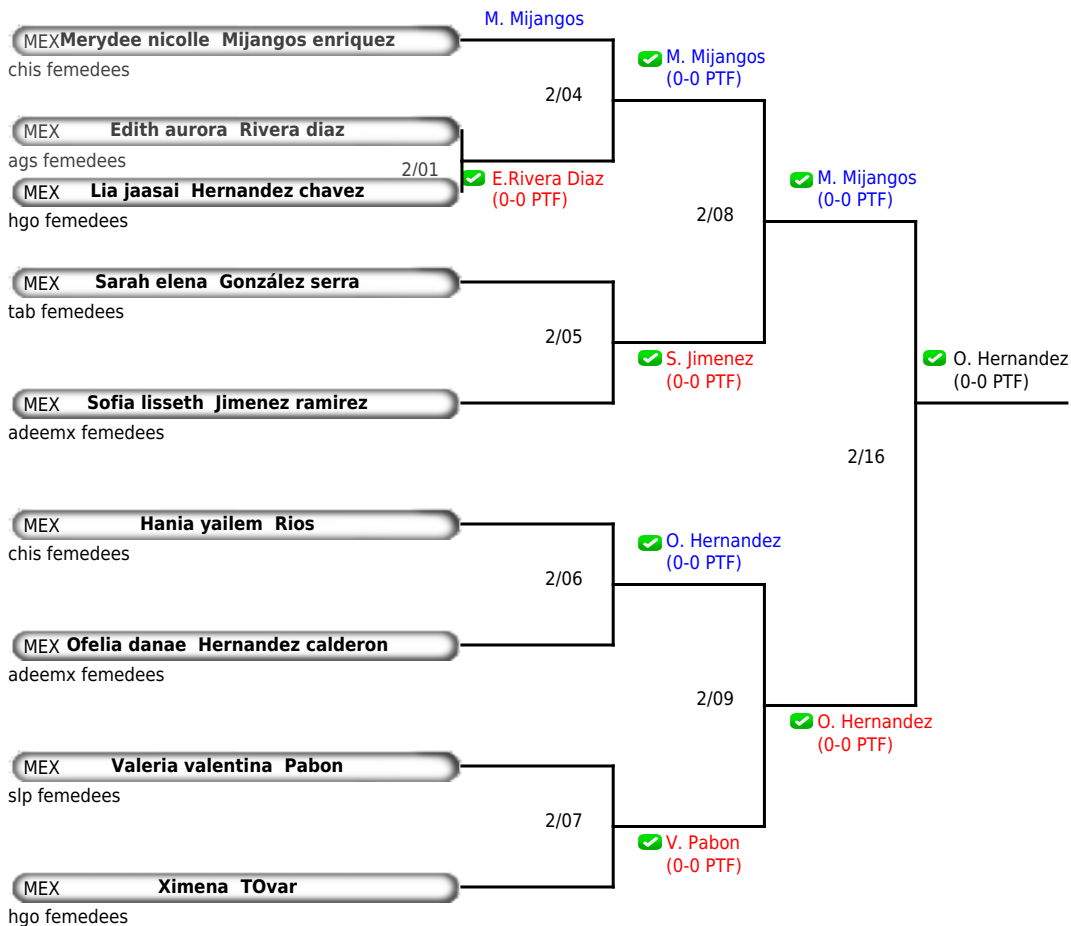 M. Mijangos
MEX Merydee nicolle Mijangos enriquez
chis femedees
M. Mijangos
(0-0 PTF)
2/04
MEX Edith aurora Rivera diaz
ags femedees
2/01
E.Rivera Diaz
(0-0 PTF)
MEX Lia jaasai Hernandez chavez
hgo femedees
M. Mijangos
(0-0 PTF)
2/08
MEX Sarah elena González serra
tab femedees
2/05
S. Jimenez
(0-0 PTF)
MEX Sofia lisseth Jimenez ramirez
adeemx femedees
O. Hernandez
(0-0 PTF)
2/16
MEX Hania yailem Rios
chis femedees
O. Hernandez
(0-0 PTF)
2/06
MEX Ofelia danae Hernandez calderon
adeemx femedees
2/09
O. Hernandez
(0-0 PTF)
MEX Valeria valentina Pabon
slp femedees
2/07
V. Pabon
(0-0 PTF)
MEX Ximena TOvar
hgo femedees